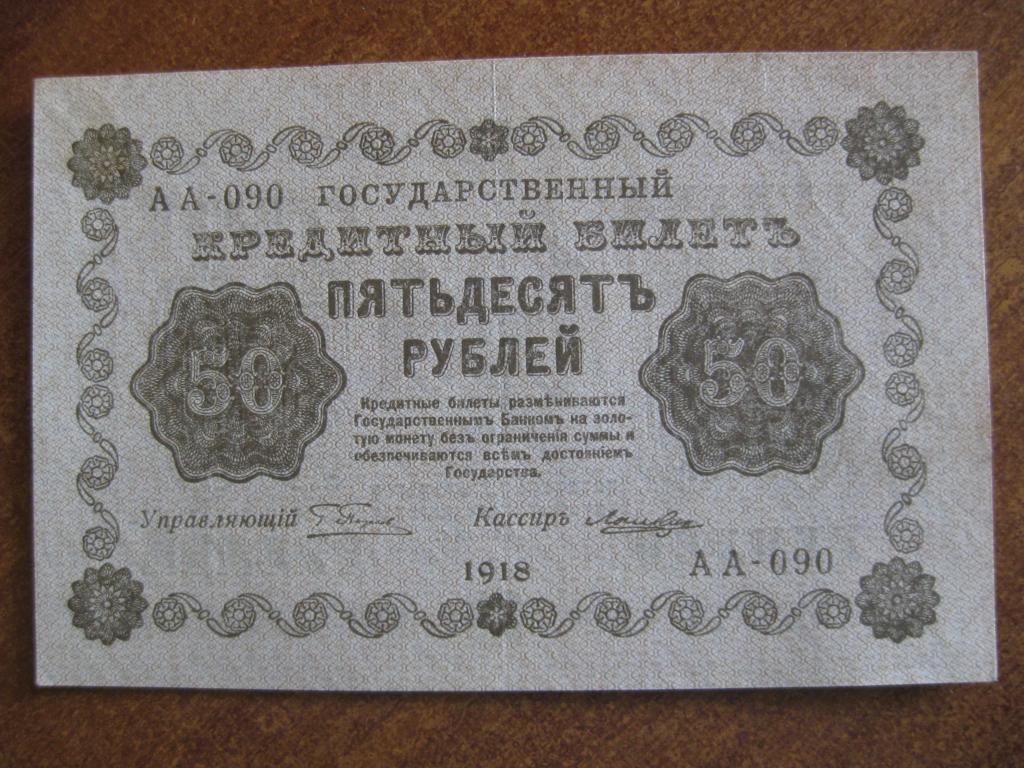 АА-090 ГОСУДАРСТВЕННЫЙ
КРЕДИТНЫЙ БИЛЕТЪ
ПЯТЬДЕСЯТЪ
РУБЛЕЙ
50
50
Кредитные билеты размѣниваются
Государственнымъ Банкомъ на золо-
тую монету безъ ограниченія суммы и
обезпечиваются всѣмъ достояніемъ
Государства.
Управляющій
Кассиръ
1918
АА-090